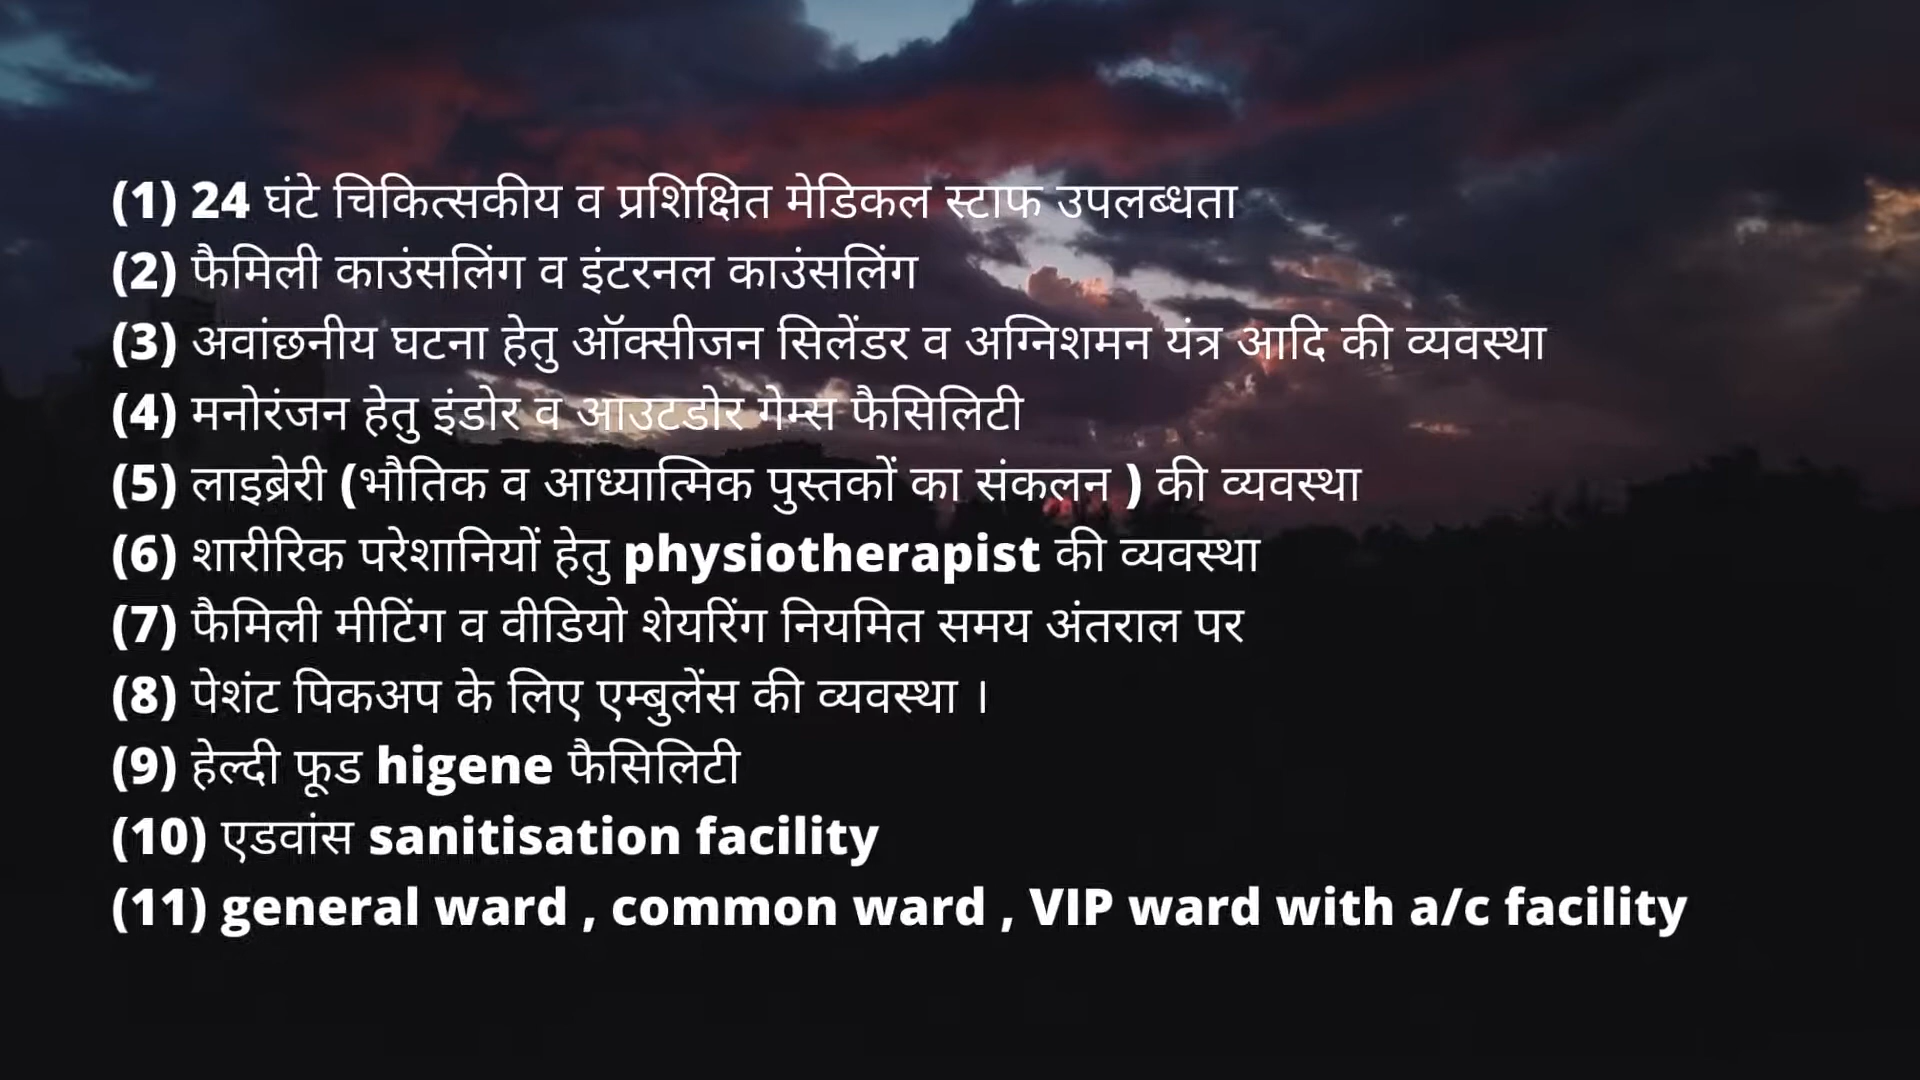 (1) 24 घंटे चिकित्सकीय व प्रशिक्षित मेडिकल स्टाफ उपलब्धता
(2) फैमिली काउंसलिंग व इंटरनल काउंसलिंग
(3) अवांछनीय घटना हेतु ऑक्सीजन सिलेंडर व अग्निशमन यंत्र आदि की व्यवस्था
(4) मनोरंजन हेतु इंडोर व आउटडोर गेम्स फैसिलिटी
(5) लाइब्रेरी (भौतिक व आध्यात्मिक पुस्तकों का संकलन ) की व्यवस्था
(6) शारीरिक परेशानियों हेतु physiotherapist की व्यवस्था
(7) फैमिली मीटिंग व वीडियो शेयरिंग नियमित समय अंतराल पर
(8) पेशंट पिकअप के लिए एम्बुलेंस की व्यवस्था ।
(9) हेल्दी फूड higene फैसिलिटी
(10) एडवांस sanitisation facility
(11) general ward , common ward , VIP ward with a/c facility